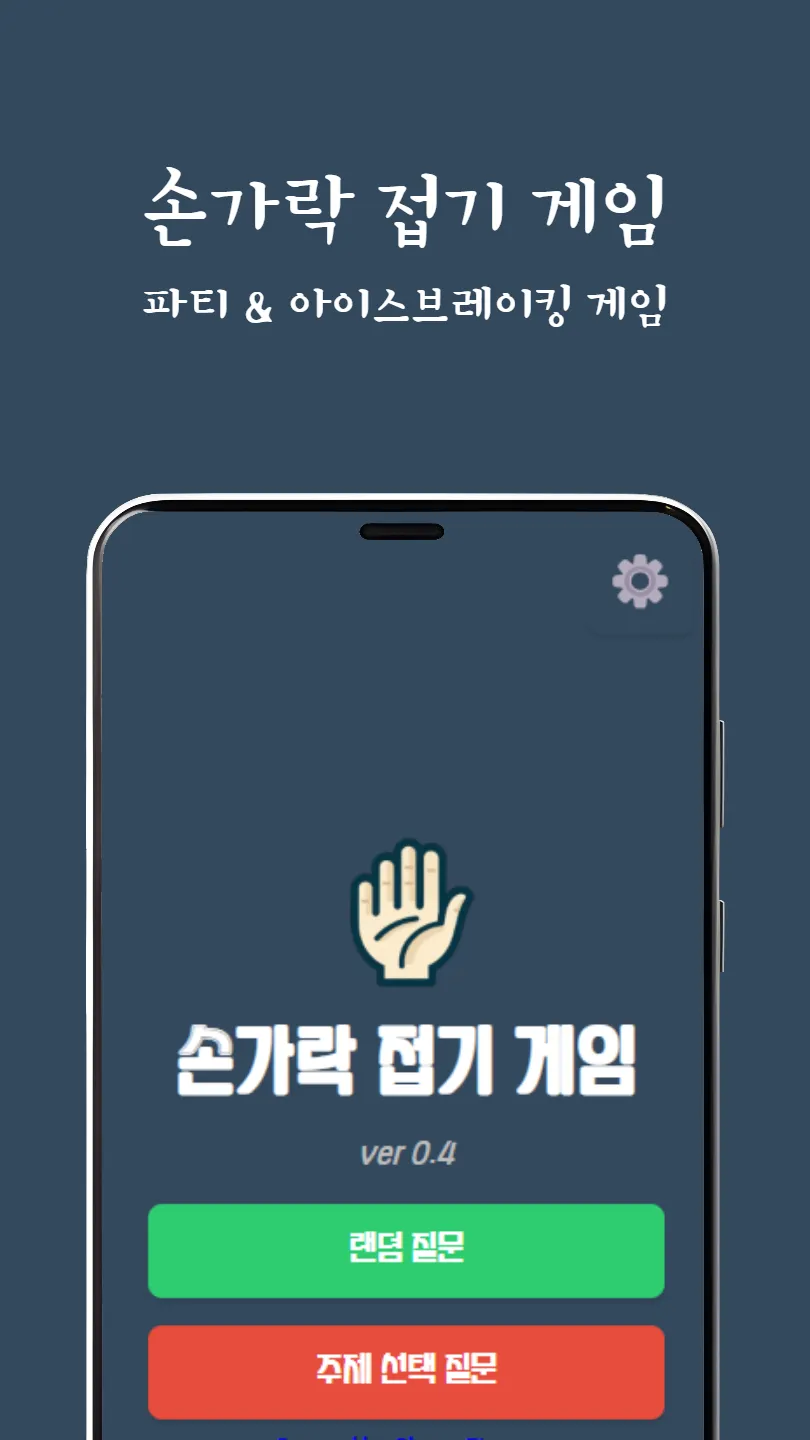 손가락 접기 게임
파티 & 아이스브레이킹 게임
손가락 접기 게임
ver 0.4
랜덤 질문
주제 선택 질문